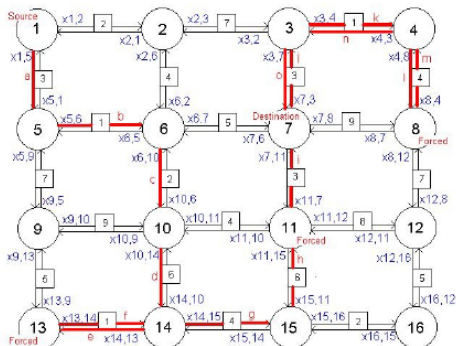 Source
1 x1,2 2 2 x2,3 7 3 x3,4 1 k 4
x2,1 x3,2 n x4,3
x1,5 x2,6 x3,7 j x4,8 m
a 3 4 o 3 l 4
x5,1 x6,2 x7,3 x8,4
5 x5,6 1 b 6 x6,7 5 Destination 7 x7,8 9 8
x6,5 x7,6 x8,7 Forced
x5,9 x6,10 x7,11 i x8,12
7 c 2 3 7
x9,5 x10,6 x11,7 x12,8
9 x9,10 9 10 x10,11 4 11 x11,12 8 12
x10,9 x11,10 Forced x12,11
x9,13 x10,14 x11,15 h x12,16
5 d 6 6 5
x13,9 x14,10 x15,11 x16,12
13 x13,14 1 f 14 x14,15 4 g 15 x15,16 2 16
Forced e x14,13 x15,14 x16,15